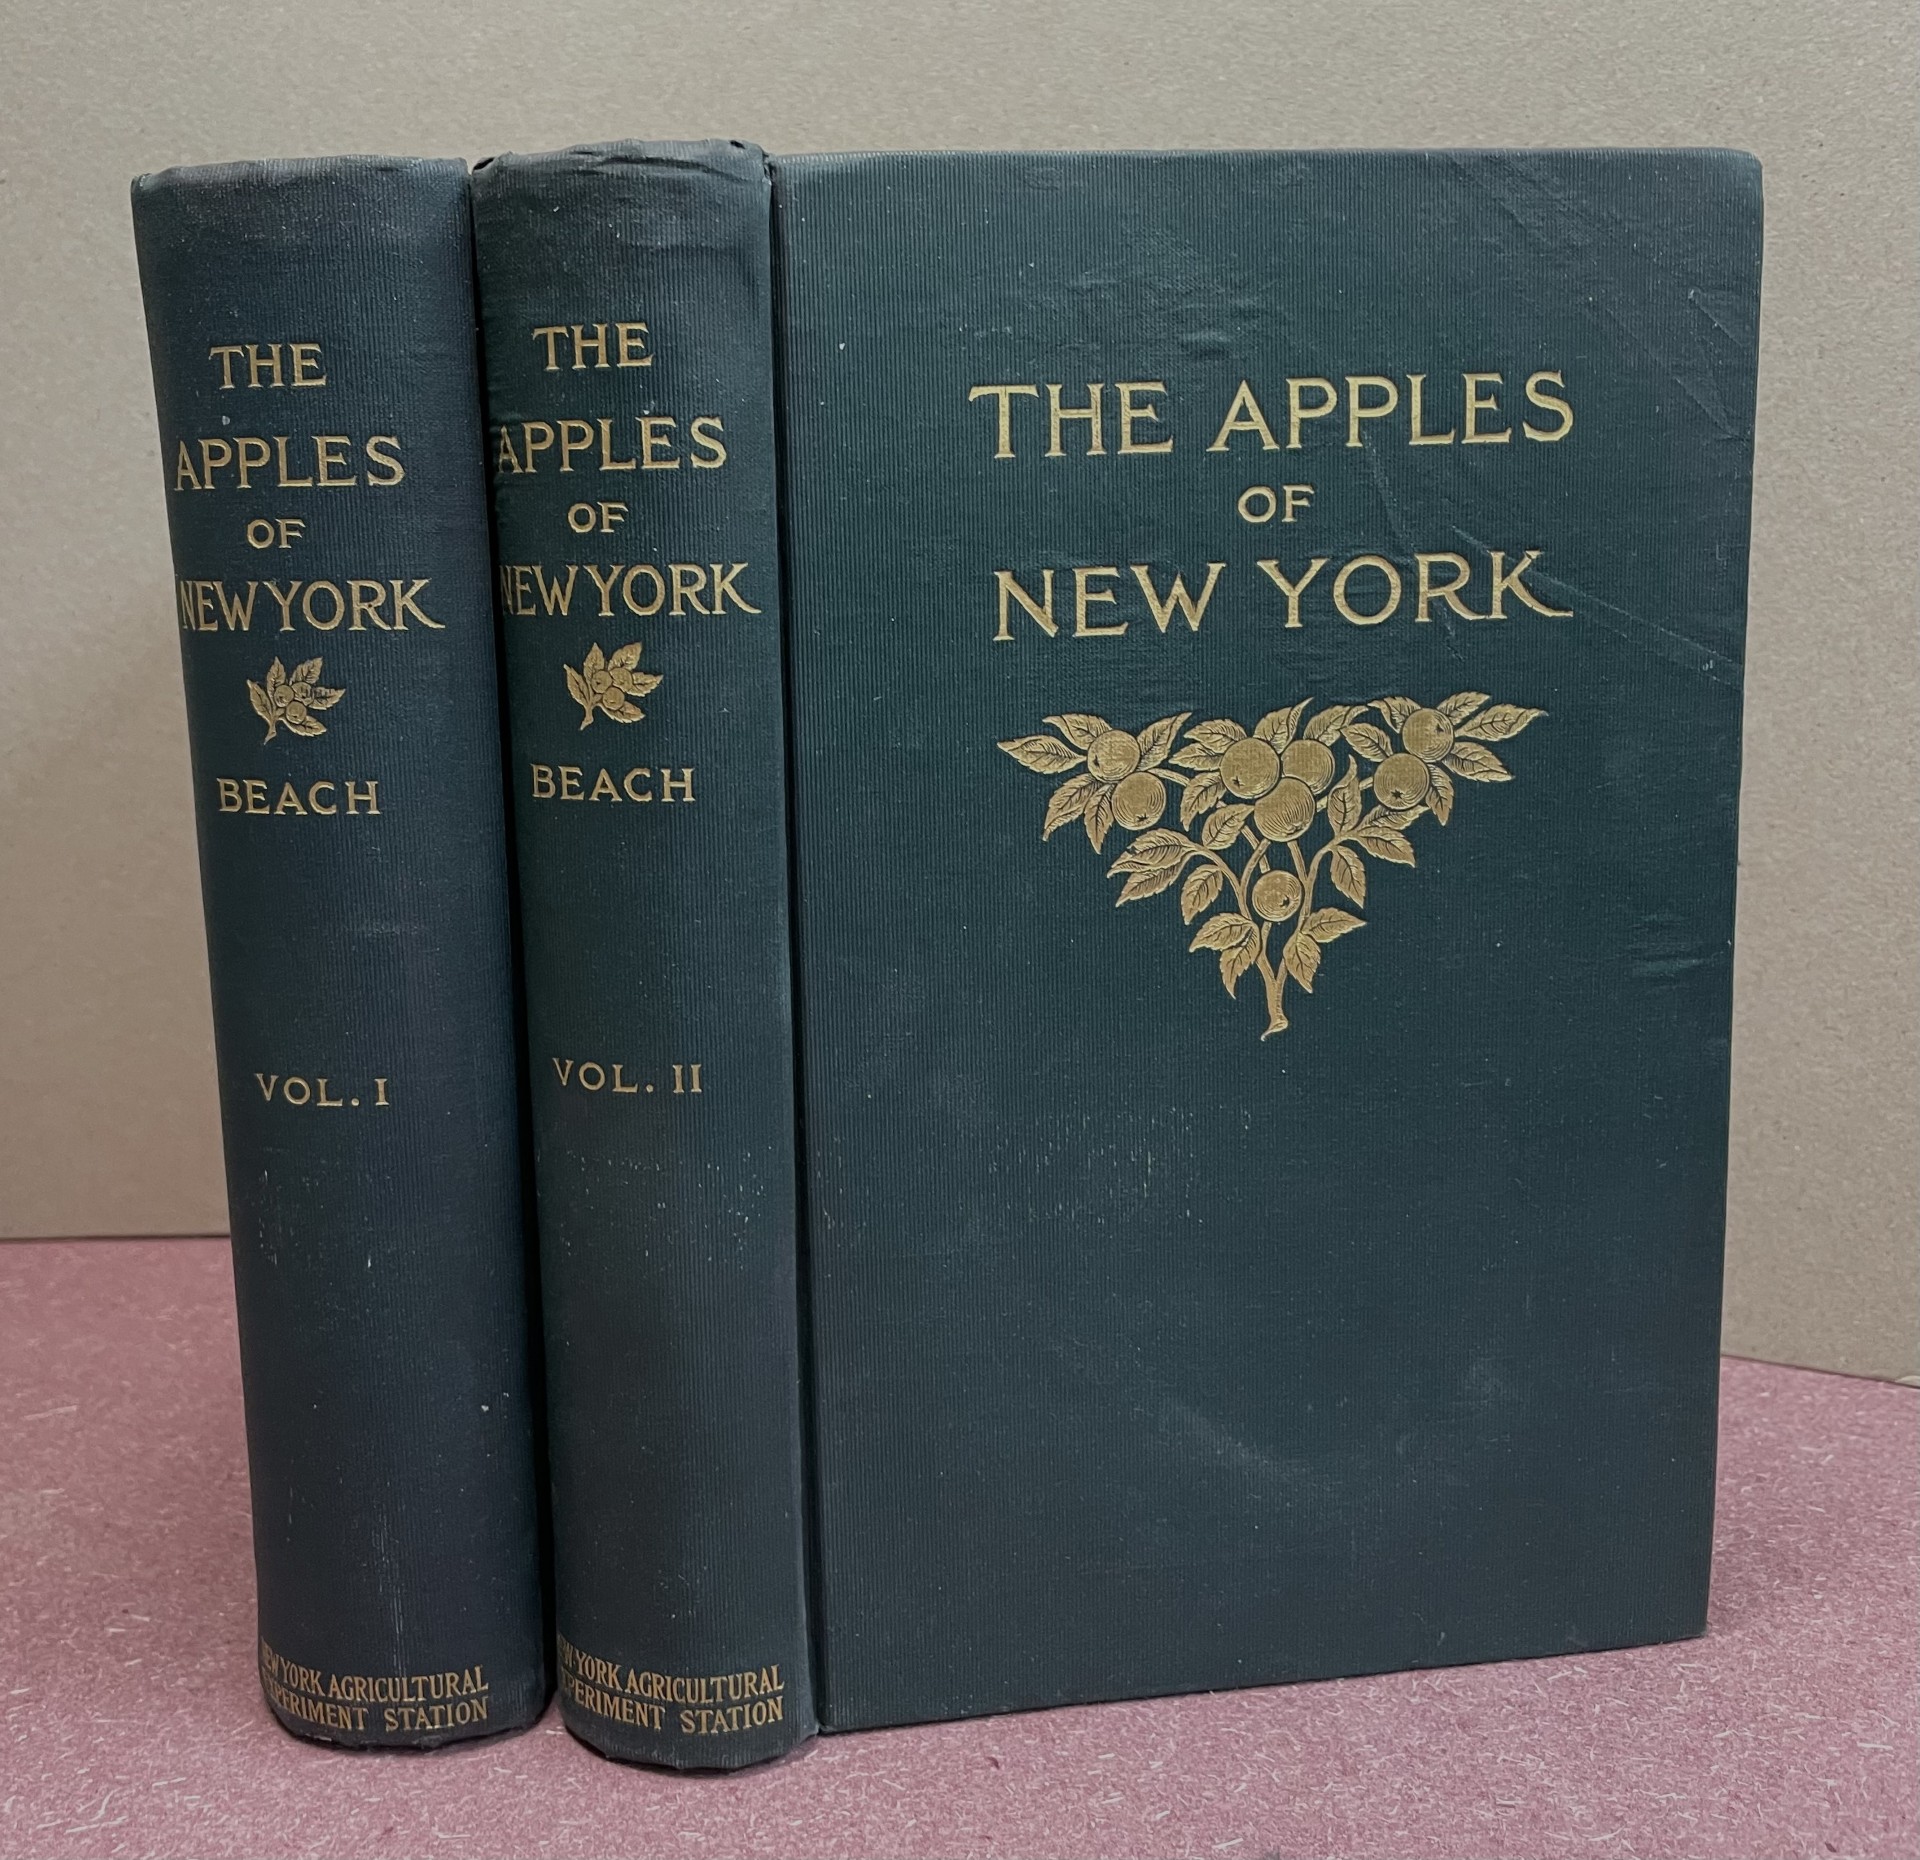 THE
APPLES
OF
NEW YORK
BEACH
VOL. I
NEW YORK AGRICULTURAL
EXPERIMENT STATION
THE
APPLES
OF
NEW YORK
BEACH
VOL. II
NEW YORK AGRICULTURAL
EXPERIMENT STATION
THE APPLES
OF
NEW YORK